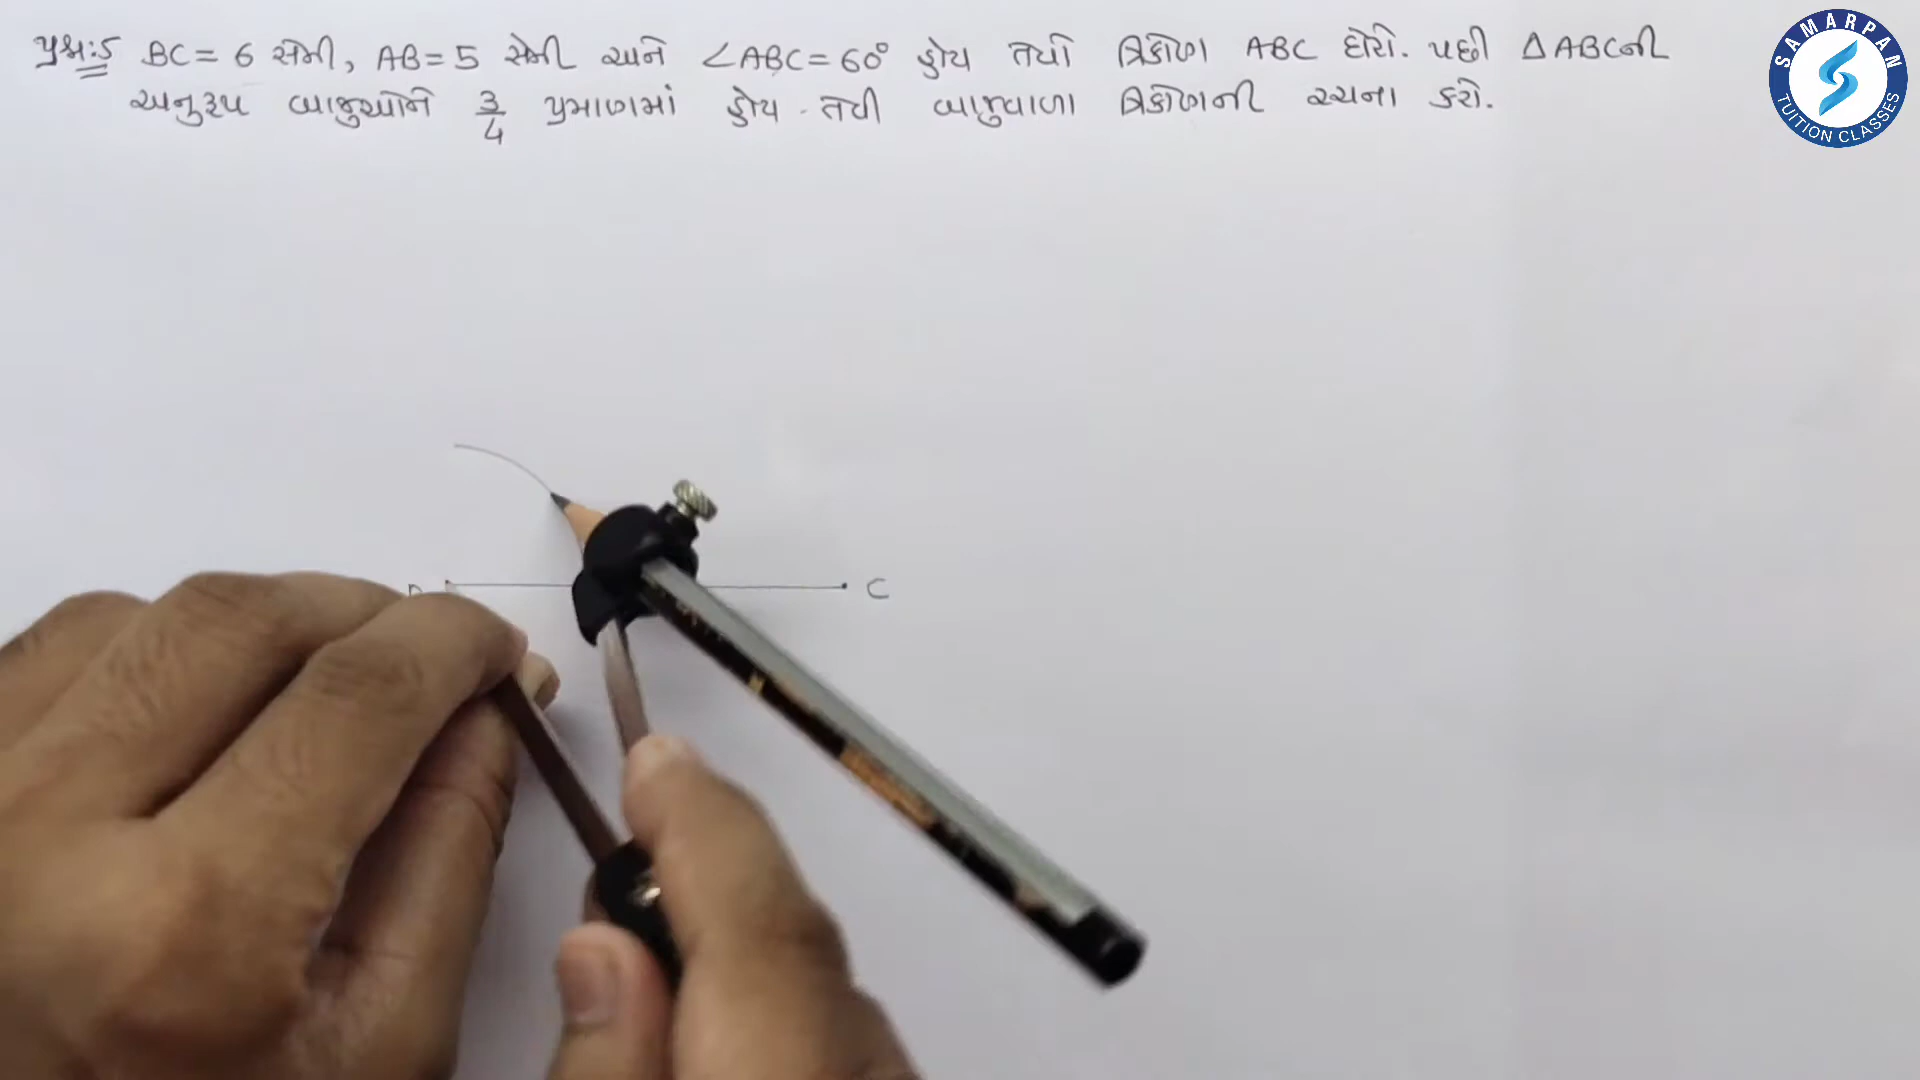 પ્રશ્ન:5 BC = 6 સેમી, AB = 5 સેમી અને ∠ABC = 60° હોય તેવો ત્રિકોણ ABC દોરો. પછી ΔABCની
અનુરૂપ બાજુઓને 3/4 પ્રમાણમાં હોય તેવી બાજુવાળા ત્રિકોણની રચના કરો.
SAMARPAN
TUITION CLASSES
C